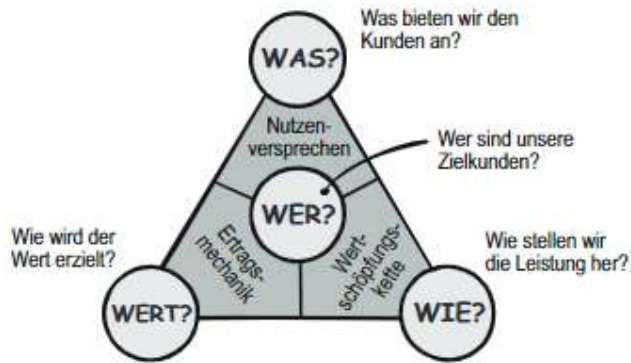 Was bieten wir den
Kunden an?
WAS?
Nutzen-
versprechen
Wer sind unsere
Zielkunden?
WER?
Wie wird der
Wert erzielt?
Ertrags-
mechanik
Wert-
schöpfungs-
kette
Wie stellen wir
die Leistung her?
WERT?
WIE?